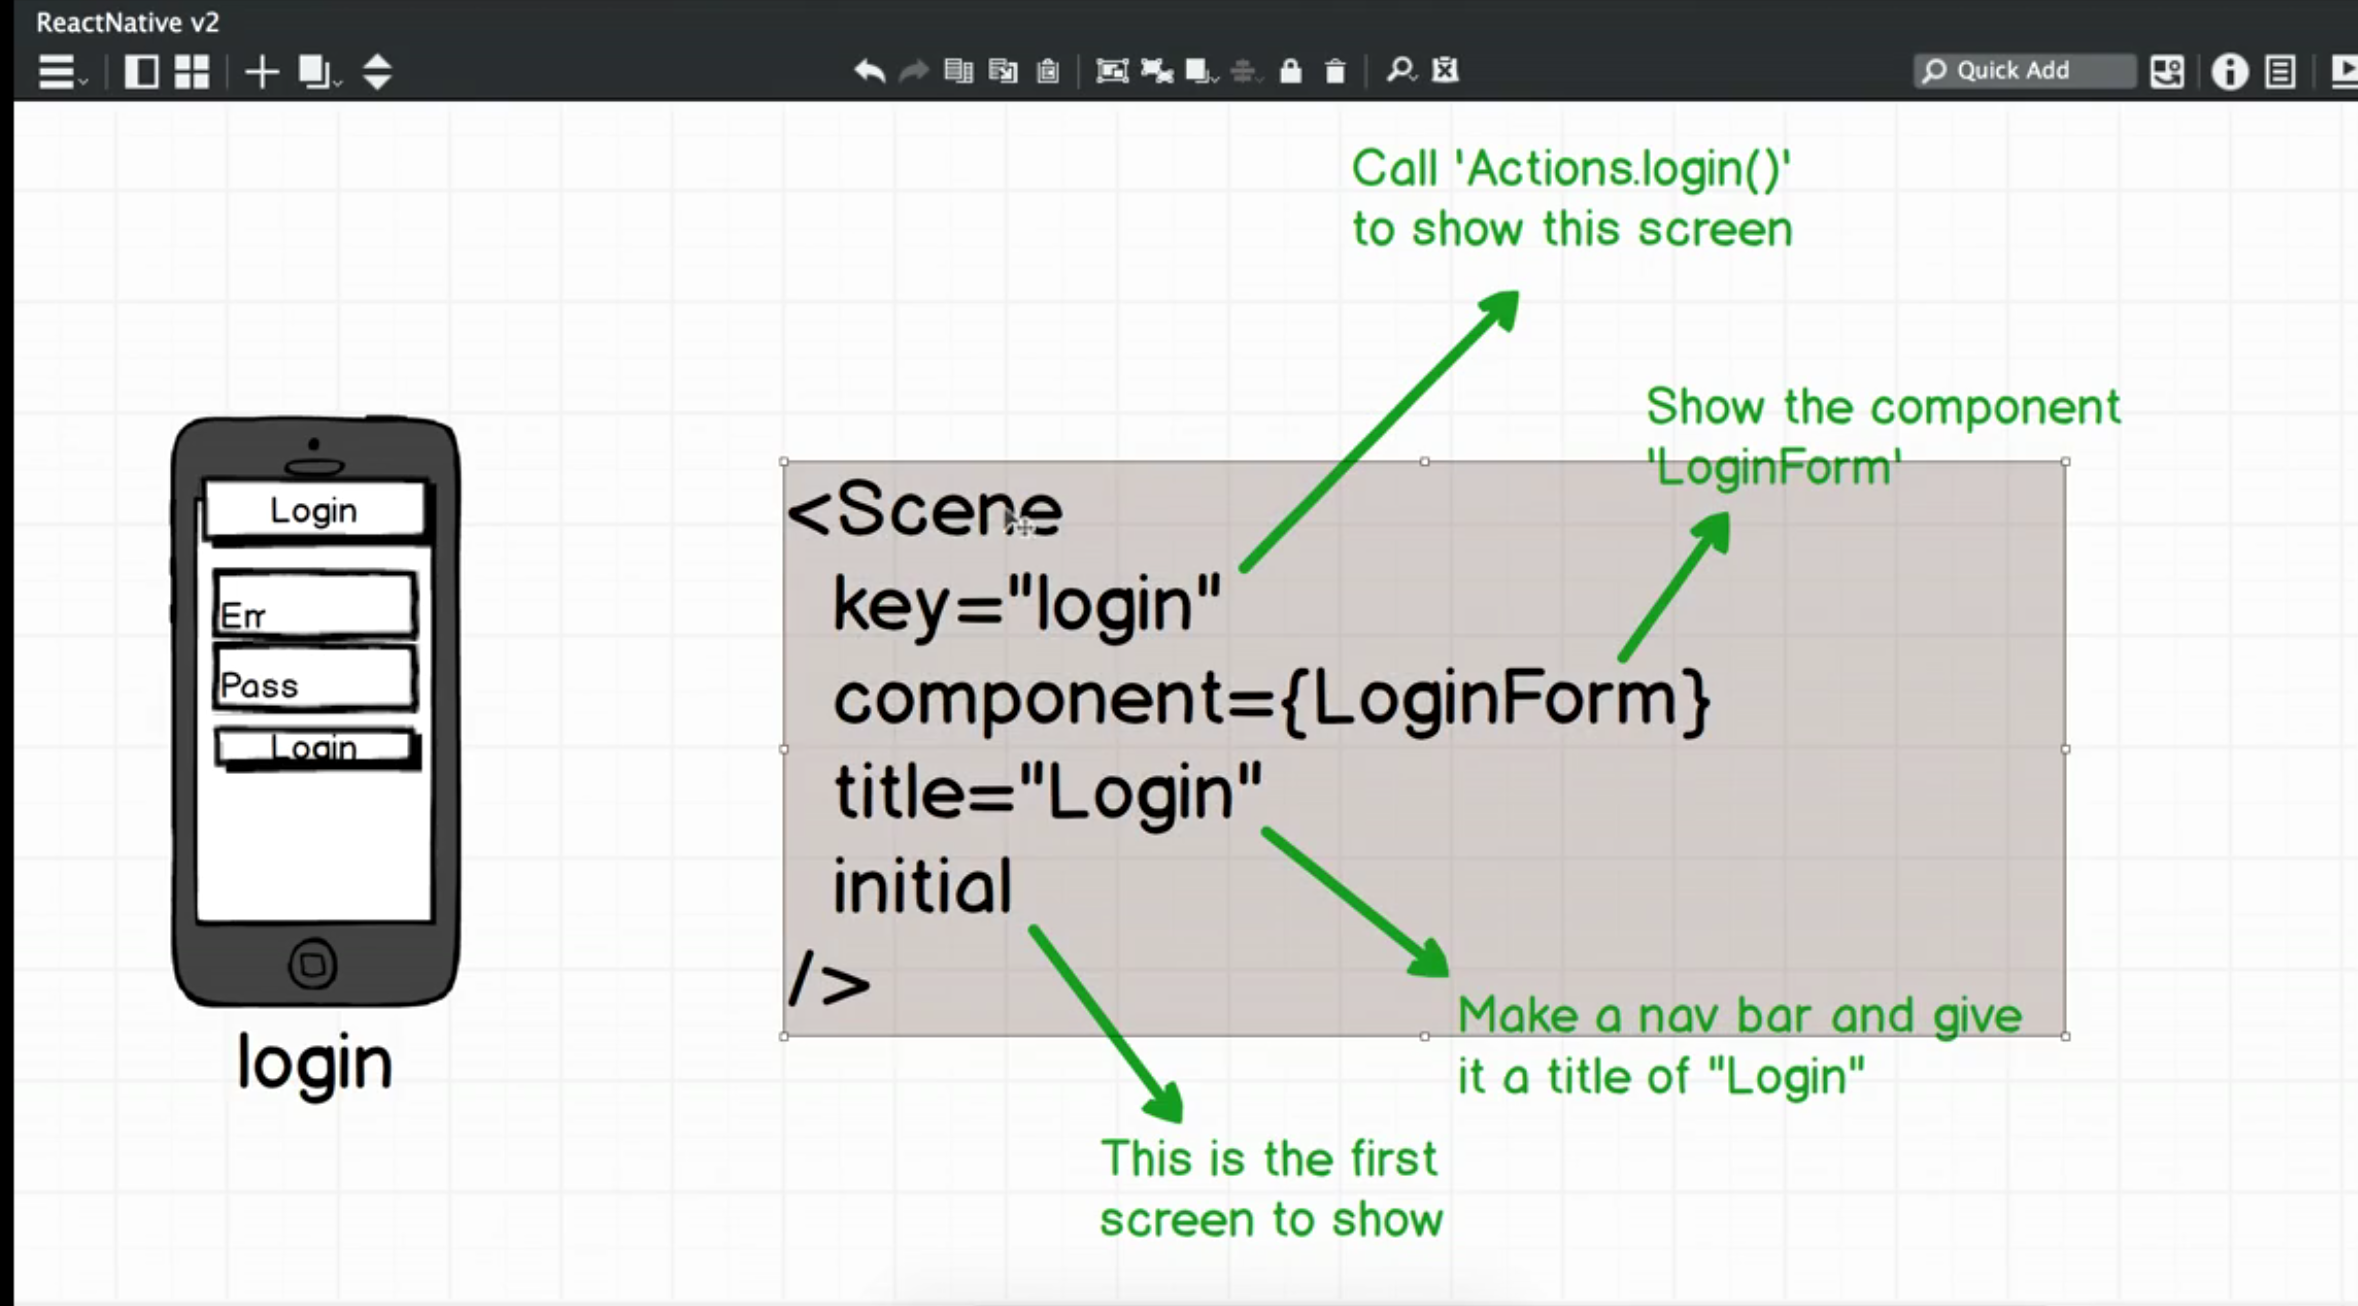 ReactNative v2
Quick Add
Call 'Actions.login()'
to show this screen
Show the component
'LoginForm'
Login
Err
Pass
Login
login
<Scene
key="login"
component={LoginForm}
title="Login"
initial
/>
Make a nav bar and give
it a title of "Login"
This is the first
screen to show